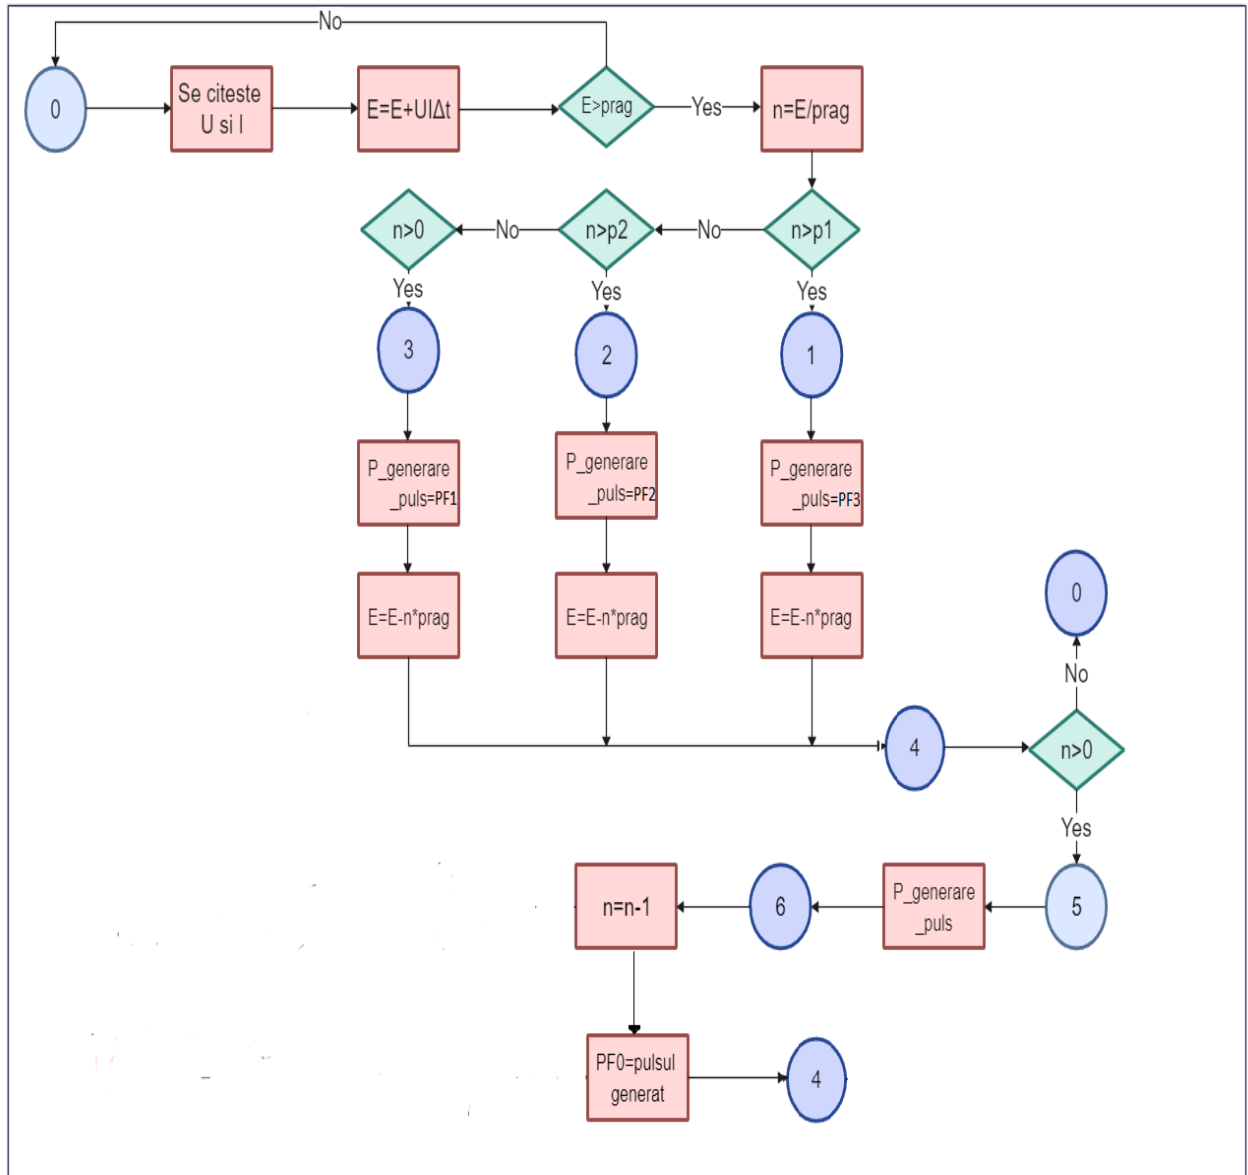 No
0
Se citeste
U si I
E=E+UIΔt
E>prag
Yes
n=E/prag
n>0
No
n>p2
No
n>p1
Yes
Yes
Yes
3
2
1
P_generare
_puls=PF1
P_generare
_puls=PF2
P_generare
_puls=PF3
E=E-n*prag
E=E-n*prag
E=E-n*prag
0
No
4
n>0
Yes
n=n-1
6
P_generare
_puls
5
PF0=pulsul
generat
4